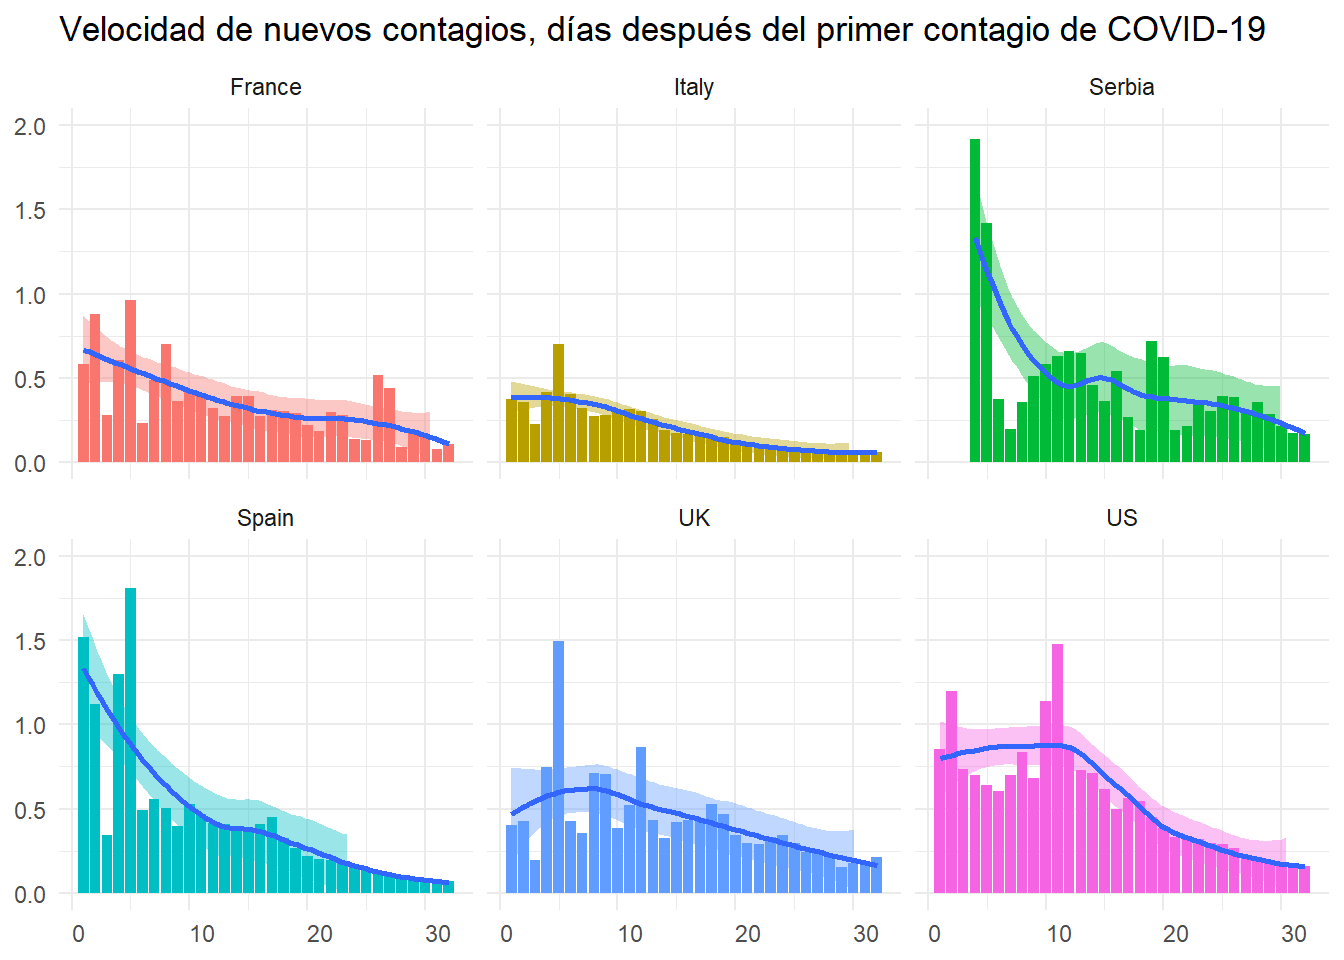 Velocidad de nuevos contagios, días después del primer contagio de COVID-19
France Italy Serbia
2.0
1.5
1.0
0.5
0.0
Spain UK US
2.0
1.5
1.0
0.5
0.0
0 10 20 30 0 10 20 30 0 10 20 30